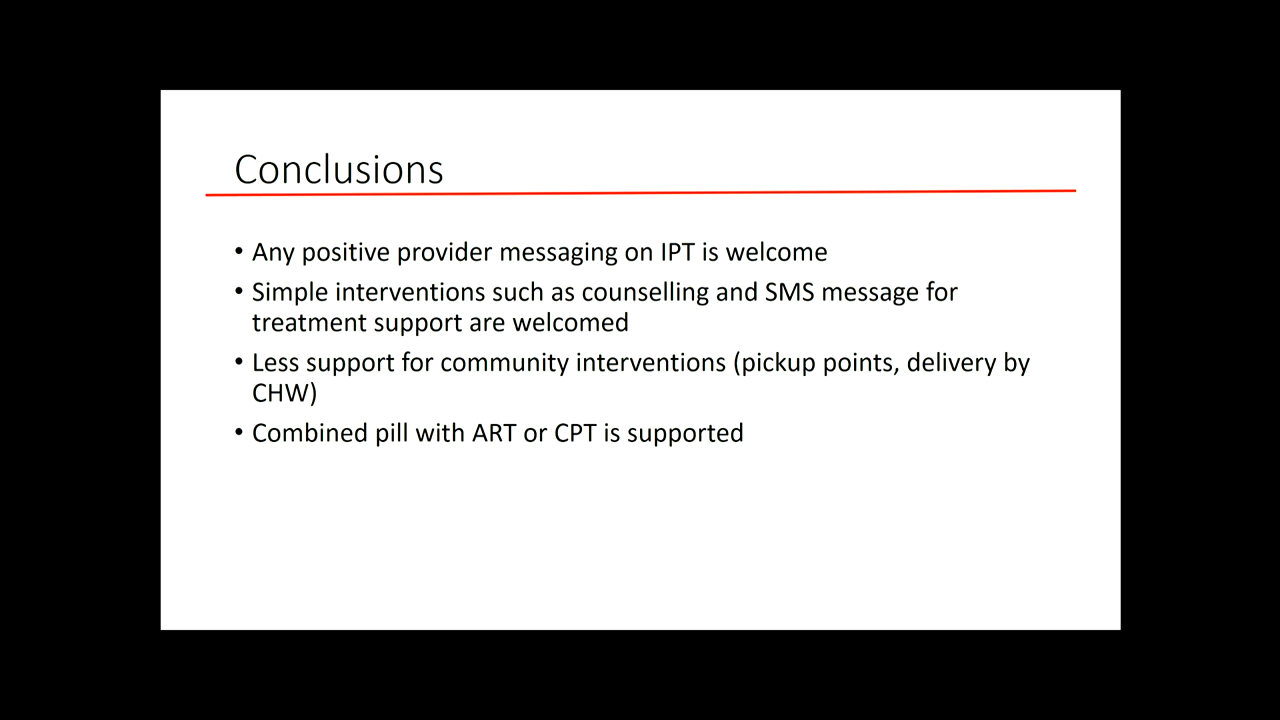 Conclusions
• Any positive provider messaging on IPT is welcome
• Simple interventions such as counselling and SMS message for
treatment support are welcomed
• Less support for community interventions (pickup points, delivery by
CHW)
• Combined pill with ART or CPT is supported